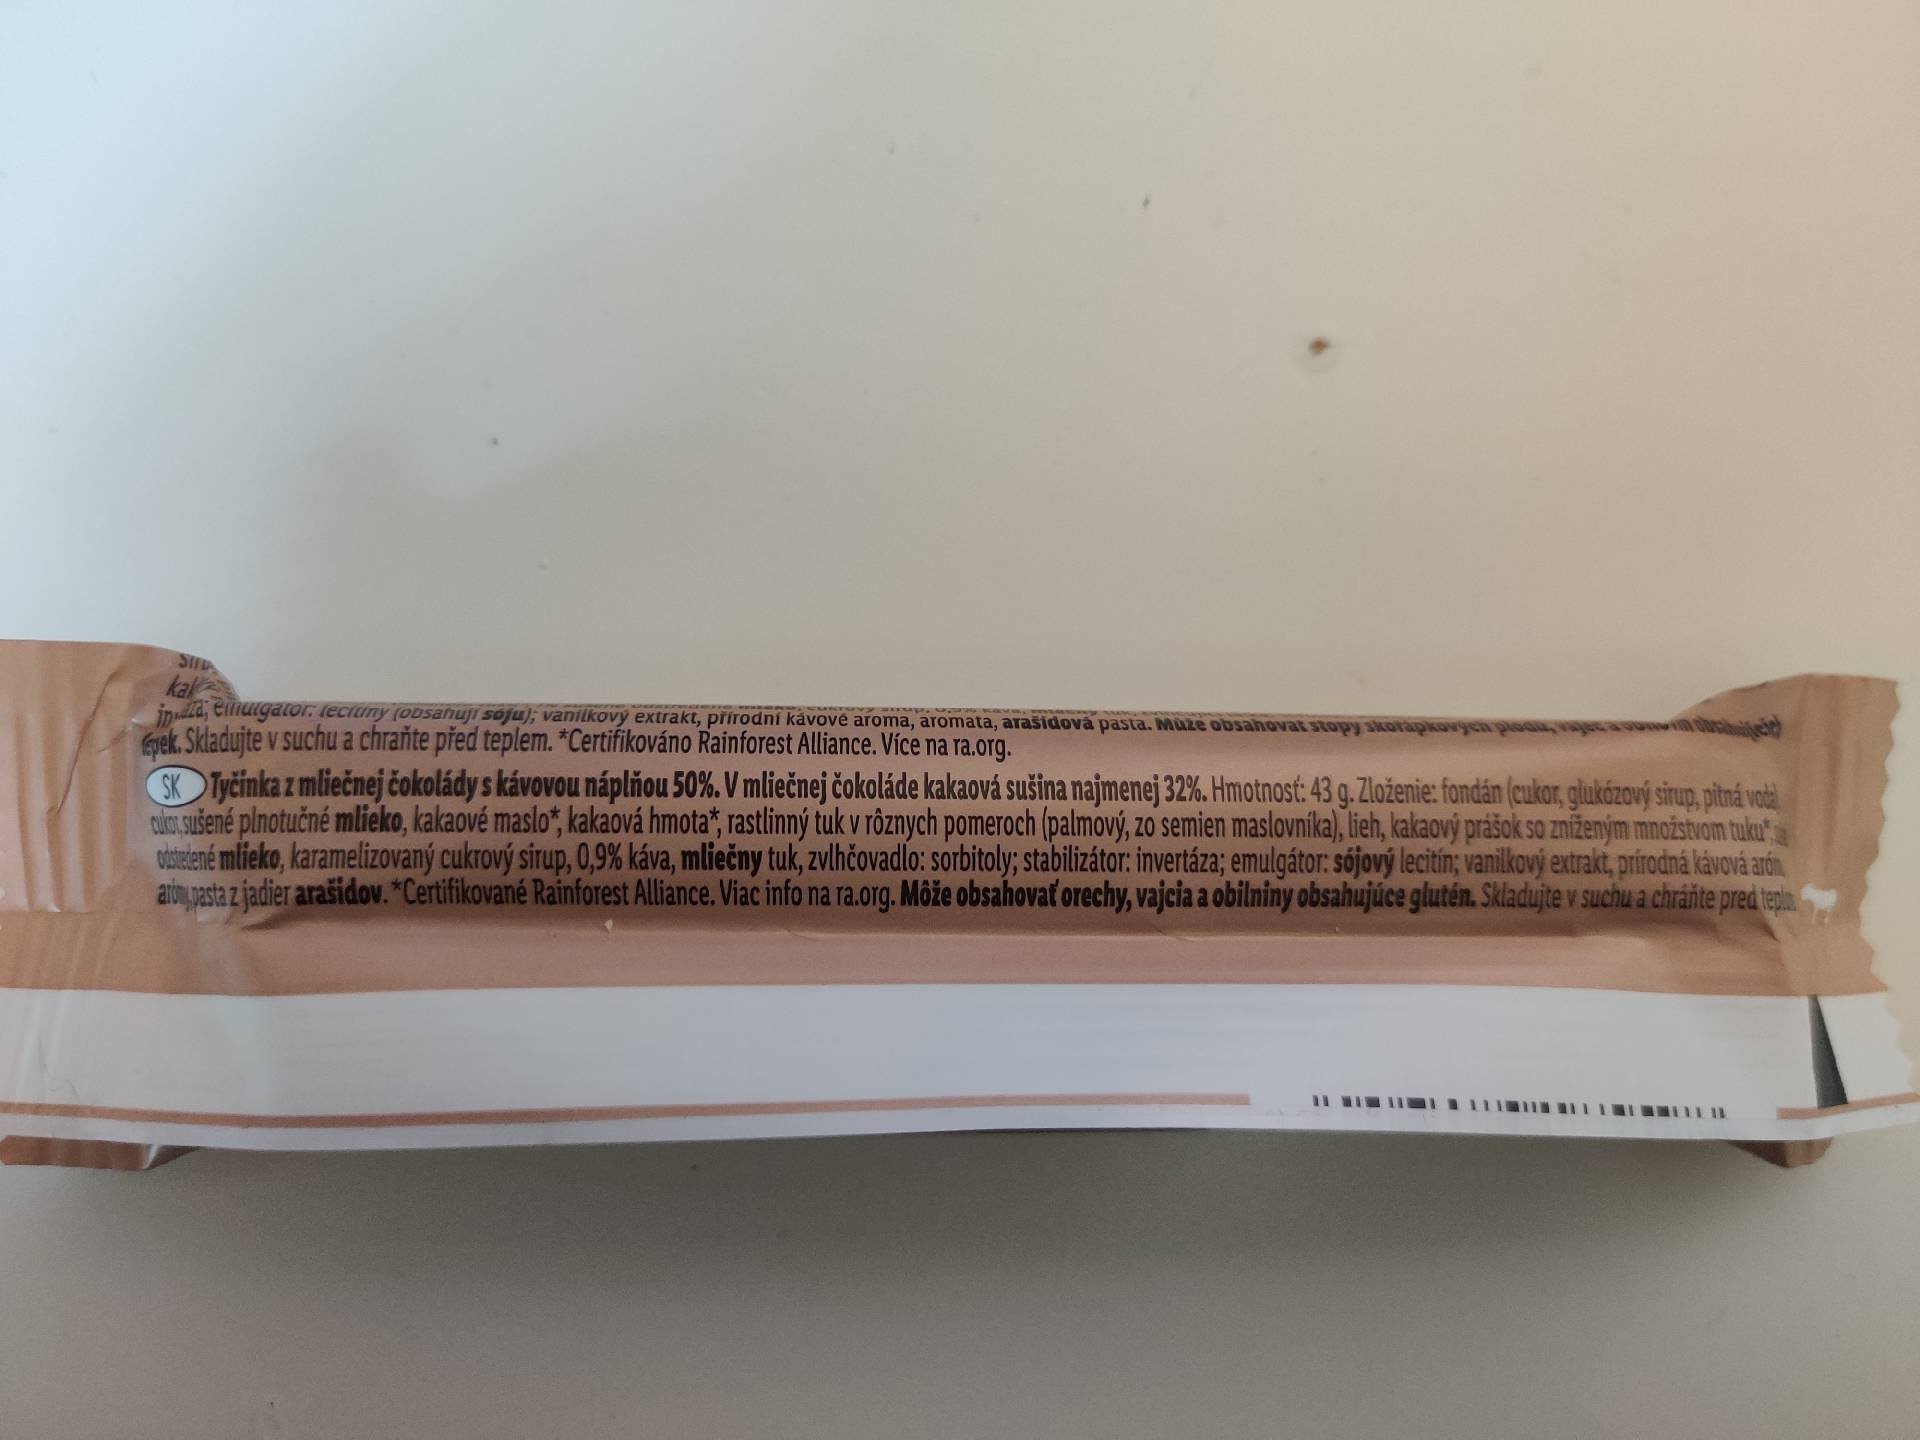 kak
emulgátor: lecitiny (obsahují sóju); vanilkový extrakt, přírodní kávové aroma, aromata, arašídová pasta. Může obsahovat stopy skořápkových plodů, vajec a obsahujících
lepek. Skladujte v suchu a chraňte před teplem. *Certifikováno Rainforest Alliance. Více na ra.org.
SK Tyčinka z mliečnej čokolády s kávovou náplňou 50%. V mliečnej čokoláde kakaová sušina najmenej 32%. Hmotnosť: 43 g. Zloženie: fondán (cukor, glukózový sirup, pitná voda),
cukor, sušené plnotučné mlieko, kakaové maslo*, kakaová hmota*, rastlinný tuk v rôznych pomeroch (palmový, zo semien maslovníka), lieh, kakaový prášok so zníženým množstvom tuku*,
odstredené mlieko, karamelizovaný cukrový sirup, 0,9% káva, mliečny tuk, zvlhčovadlo: sorbitoly; stabilizátor: invertáza; emulgátor: sójový lecitín; vanilkový extrakt, prírodná kávová aróma,
arómy, pasta z jadier arašidov. *Certifikované Rainforest Alliance. Viac info na ra.org. Môže obsahovať orechy, vajcia a obilniny obsahujúce glutén. Skladujte v suchu a chráňte pred teplom.